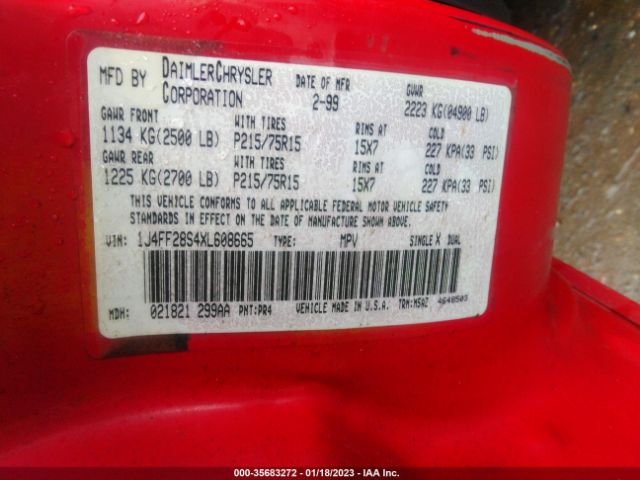 MFD BY DAIMLERCHRYSLER CORPORATION DATE OF MFR 2-99 GVWR 2223 KG(04900 LB)
GAWR FRONT WITH TIRES RIMS AT COLD
1134 KG(2500 LB) P215/75R15 15X7 227 KPA(33 PSI)
GAWR REAR WITH TIRES RIMS AT COLD
1225 KG(2700 LB) P215/75R15 15X7 227 KPA(33 PSI)
THIS VEHICLE CONFORMS TO ALL APPLICABLE FEDERAL MOTOR VEHICLE SAFETY
STANDARDS IN EFFECT ON THE DATE OF MANUFACTURE SHOWN ABOVE.
VIN: 1J4FF28S4XL608665 TYPE: MPV SINGLE X DUAL
MDH: 021821 299AA PNT:PR4 VEHICLE MADE IN U.S.A. TRM:M5AZ 4648503
000-35683272 - 01/18/2023 - IAA Inc.